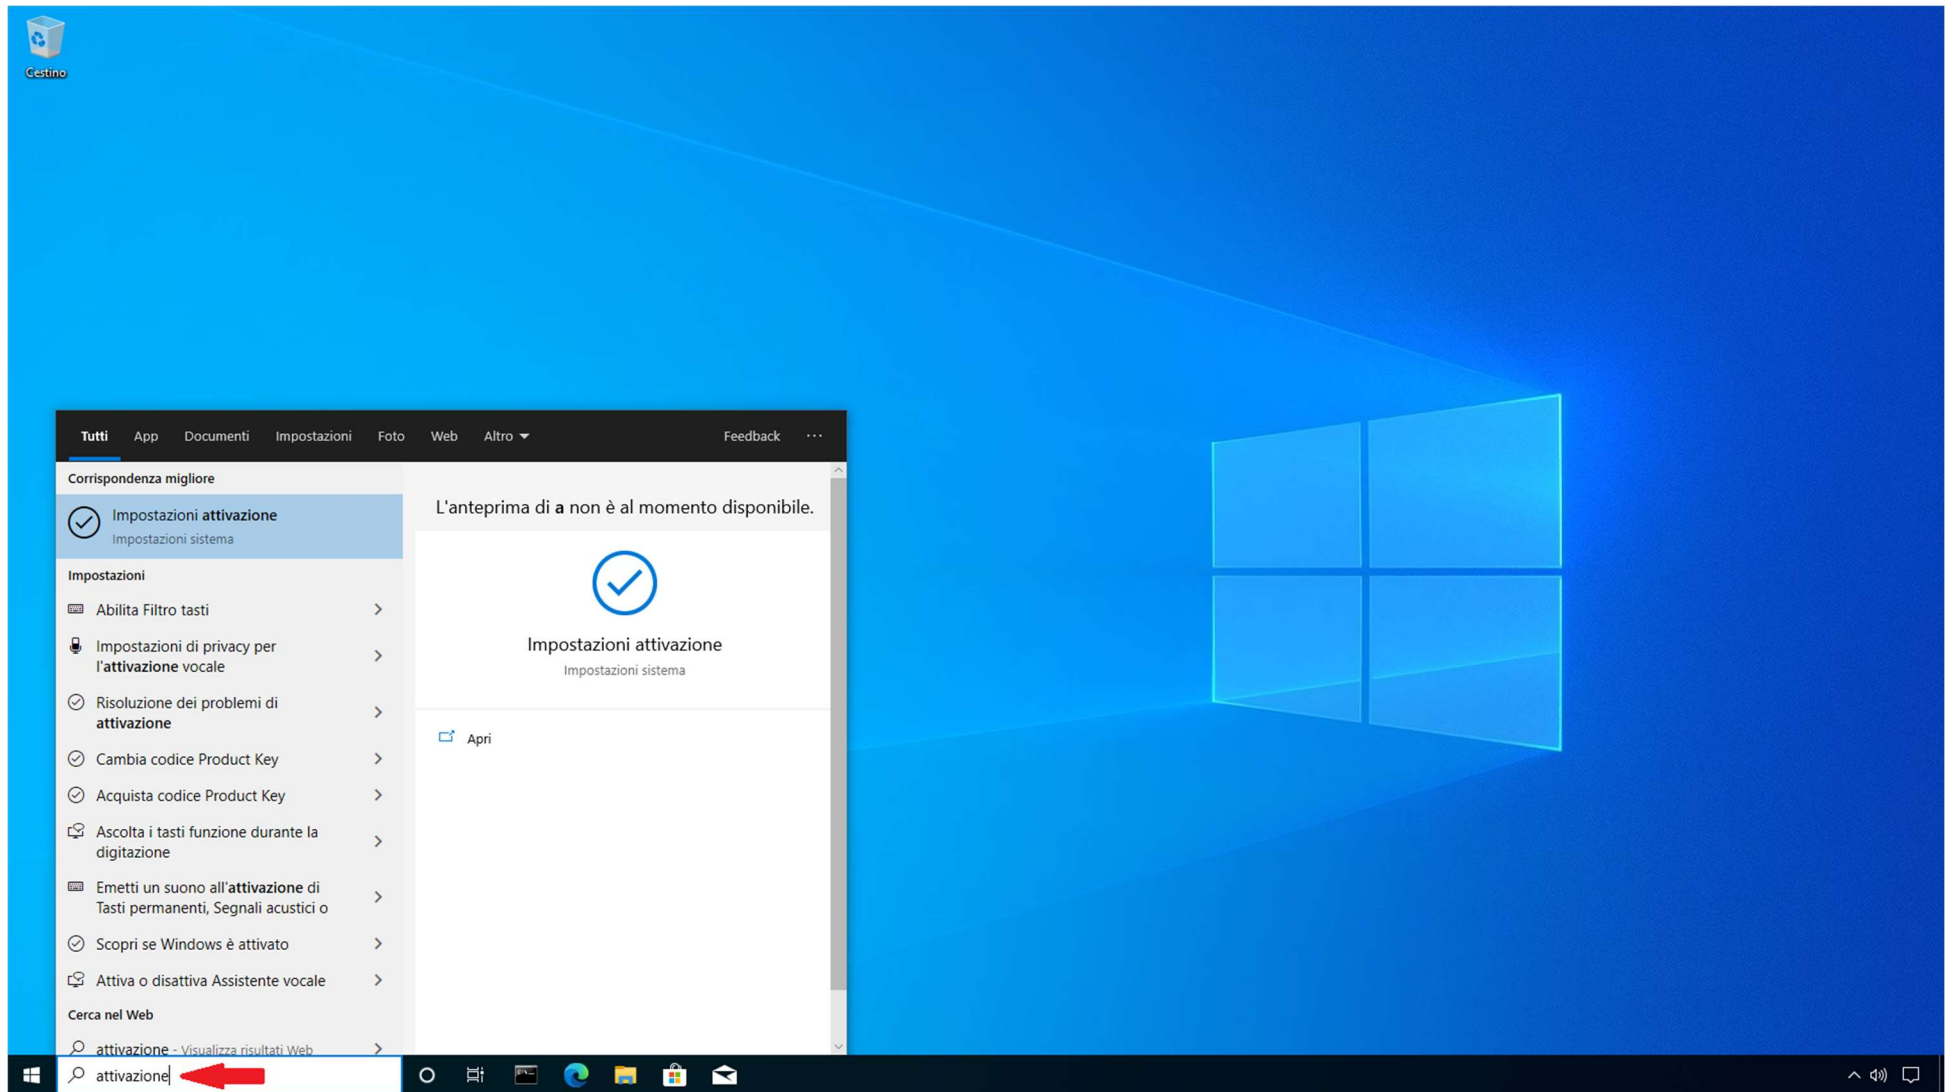 Cestino
Tutti App Documenti Impostazioni Foto Web Altro Feedback ...
Corrispondenza migliore
Impostazioni attivazione
Impostazioni sistema
Impostazioni
Abilita Filtro tasti
Impostazioni di privacy per
l'attivazione vocale
Risoluzione dei problemi di
attivazione
Cambia codice Product Key
Acquista codice Product Key
Ascolta i tasti funzione durante la
digitazione
Emetti un suono all'attivazione di
Tasti permanenti, Segnali acustici o
Scopri se Windows è attivato
Attiva o disattiva Assistente vocale
Cerca nel Web
attivazione - Visualizza risultati Web
L'anteprima di a non è al momento disponibile.
Impostazioni attivazione
Impostazioni sistema
Apri
attivazione